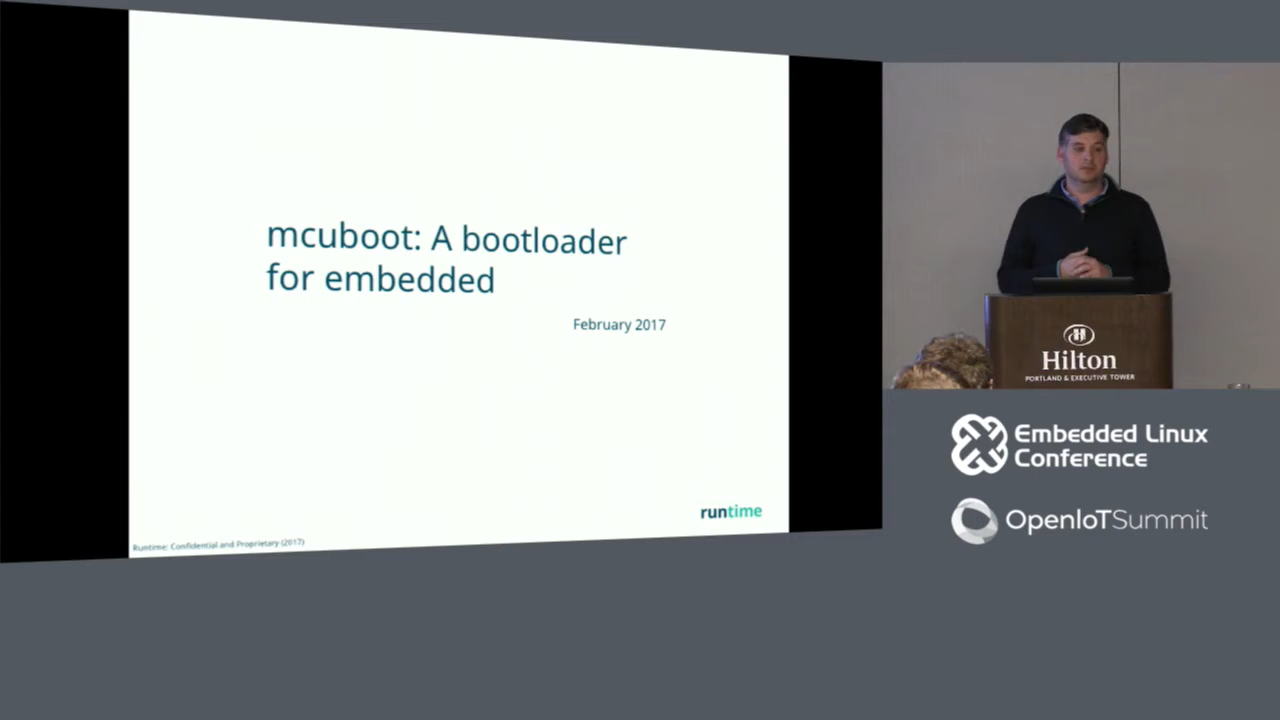 mcuboot: A bootloader
for embedded
February 2017
runtime
Runtime: Confidential and Proprietary (2017)
Hilton
PORTLAND & EXECUTIVE TOWER
Embedded Linux
Conference
OpenIoTSummit